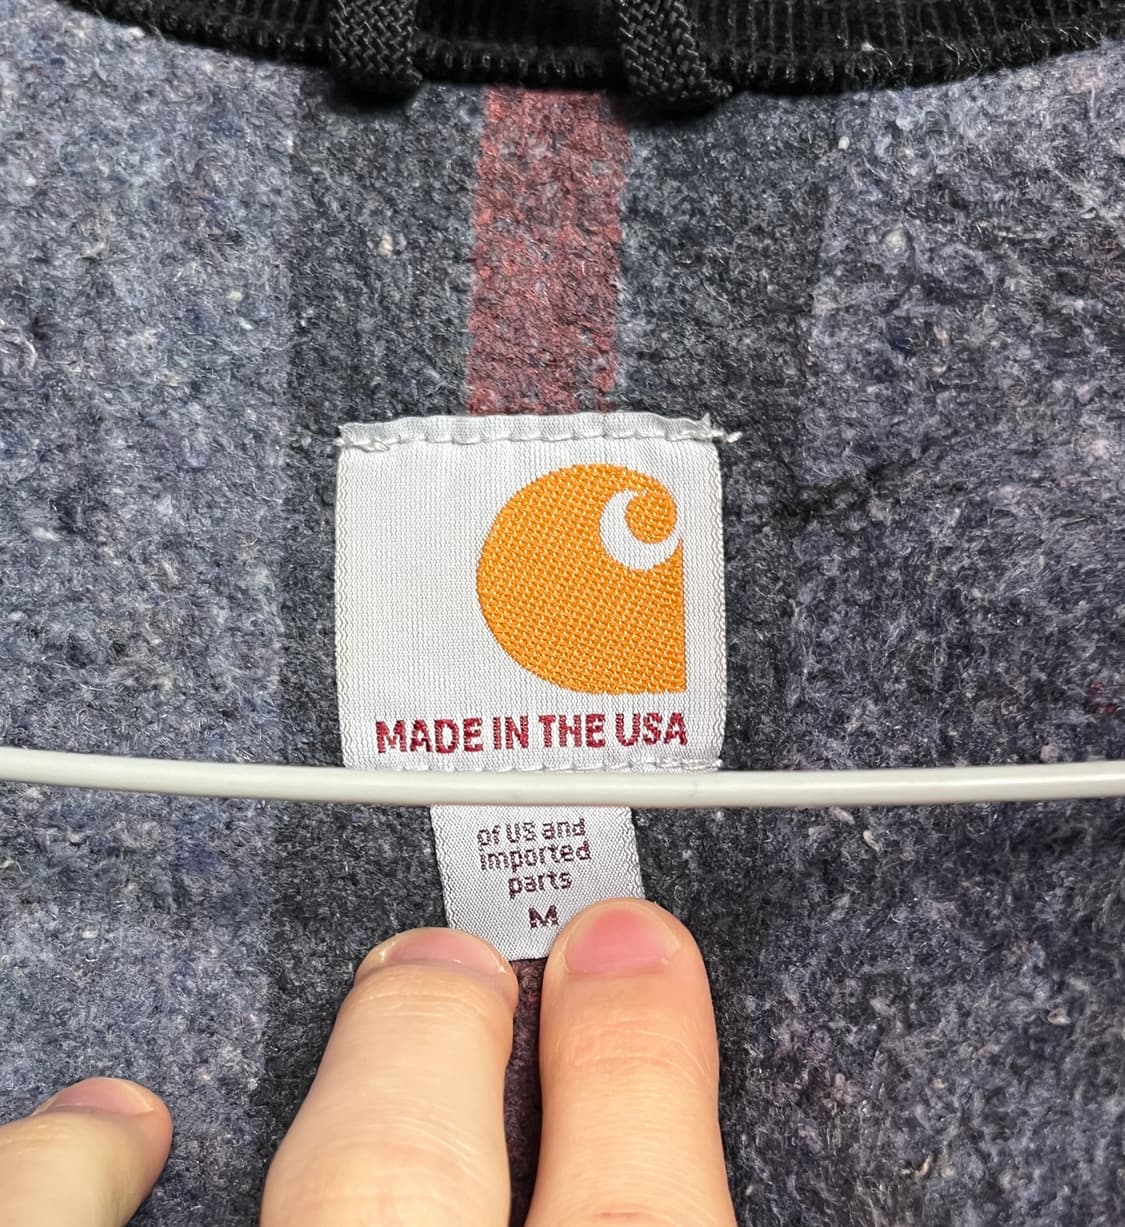 MADE IN THE USA
of US and
imported
parts
M